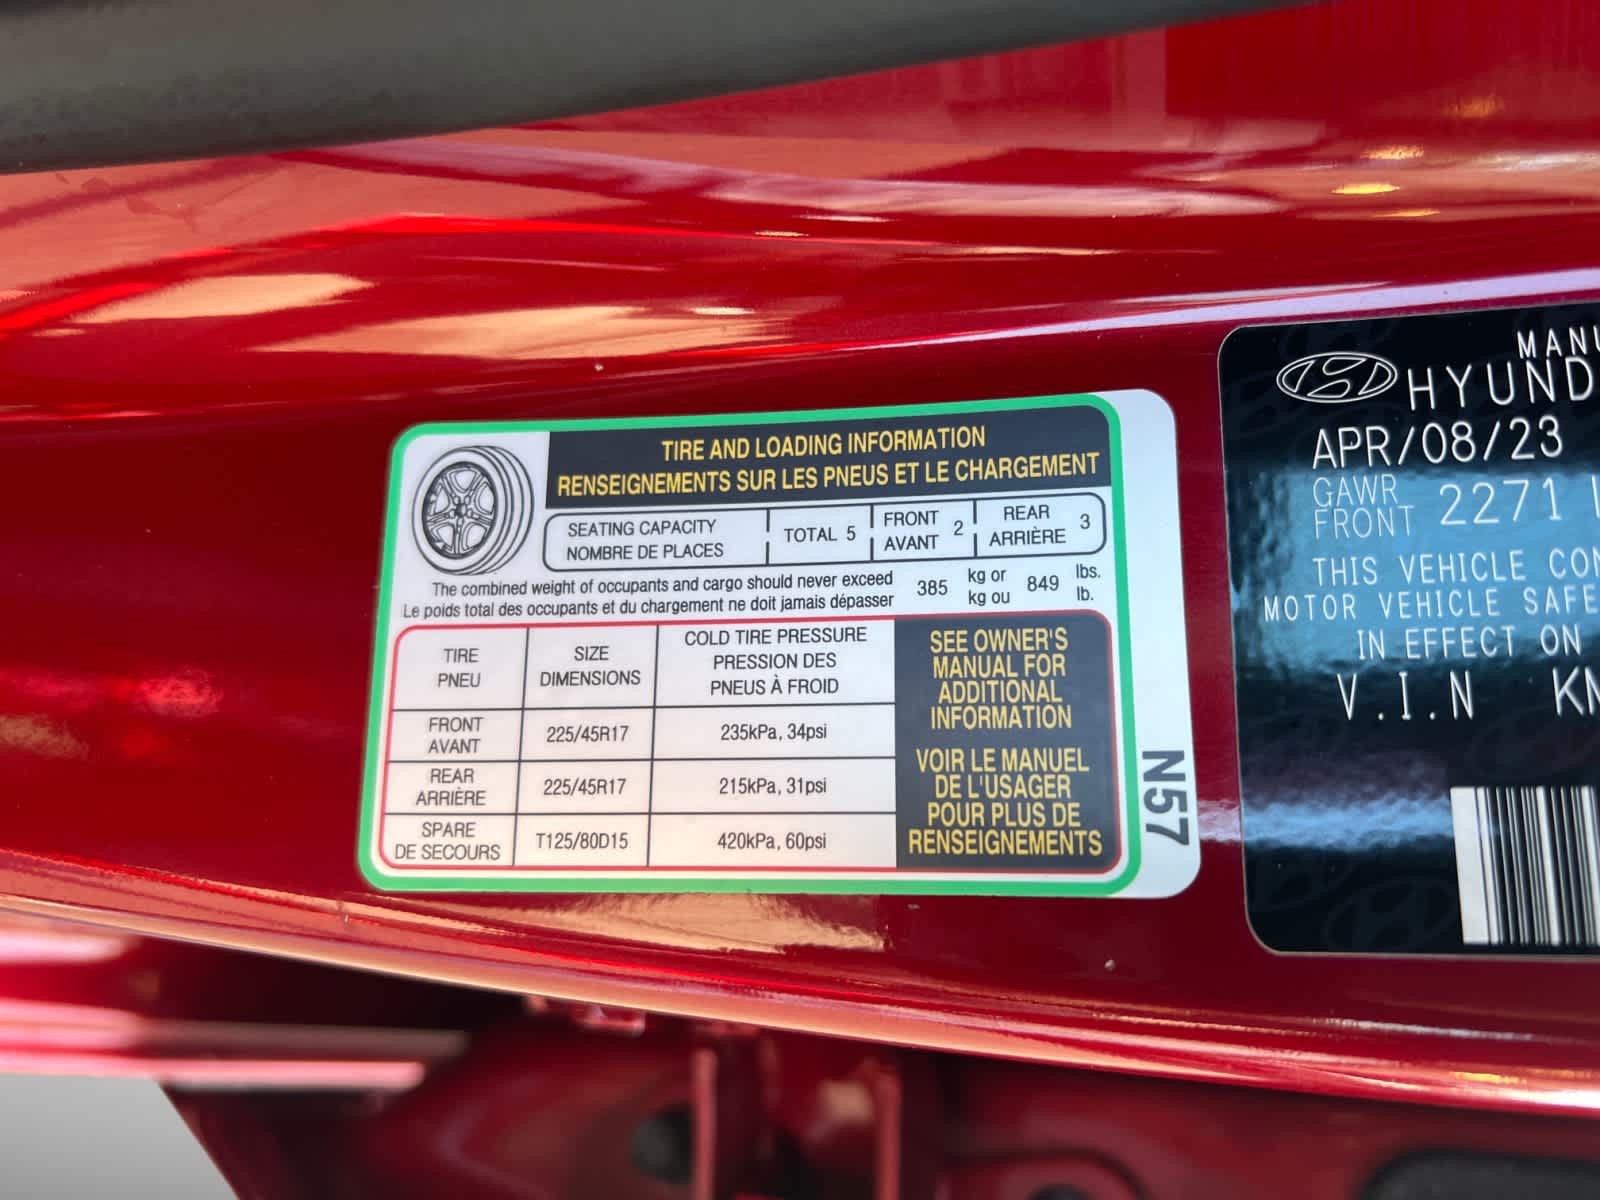 TIRE AND LOADING INFORMATION
RENSEIGNEMENTS SUR LES PNEUS ET LE CHARGEMENT
SEATING CAPACITY
NOMBRE DE PLACES
TOTAL 5
FRONT
AVANT
2
REAR
ARRIÈRE
3
The combined weight of occupants and cargo should never exceed
Le poids total des occupants et du chargement ne doit jamais dépasser
385
kg or
kg ou
849
lbs.
lb.
TIRE
PNEU
SIZE
DIMENSIONS
COLD TIRE PRESSURE
PRESSION DES
PNEUS À FROID
FRONT
AVANT
225/45R17
235kPa, 34psi
REAR
ARRIÈRE
225/45R17
215kPa, 31psi
SPARE
DE SECOURS
T125/80D15
420kPa, 60psi
SEE OWNER'S
MANUAL FOR
ADDITIONAL
INFORMATION
VOIR LE MANUEL
DE L'USAGER
POUR PLUS DE
RENSEIGNEMENTS
N57
MANU
HYUND
APR/08/23
GAWR
FRONT
2271
THIS VEHICLE CON
MOTOR VEHICLE SAFE
IN EFFECT ON
V.I.N KM